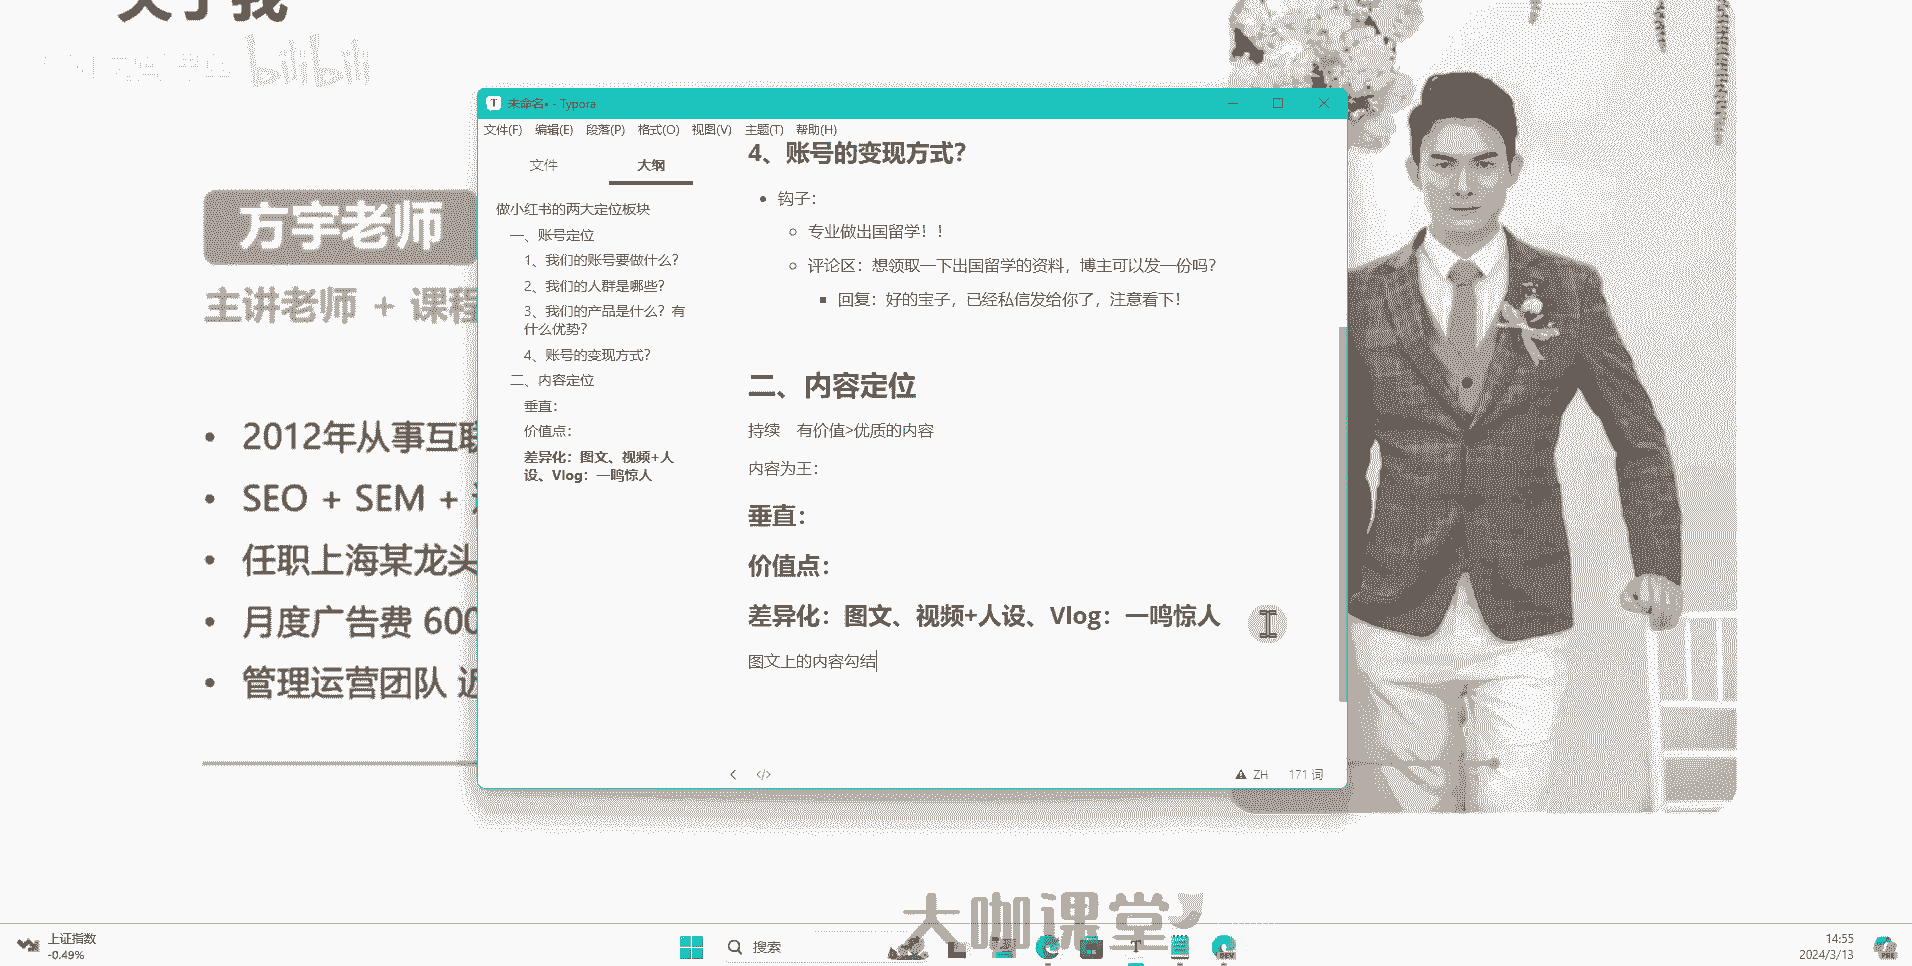 关于我
bilibili
方宇老师
主讲老师 + 课程
• 2012年从事互联
• SEO + SEM +
• 任职上海某龙头
• 月度广告费 600
• 管理运营团队 近
未命名• - Typora
文件(F) 编辑(E) 段落(P) 格式(O) 视图(V) 主题(T) 帮助(H)
文件 大纲
做小红书的两大定位板块
一、账号定位
1、我们的账号要做什么?
2、我们的人群是哪些?
3、我们的产品是什么? 有
什么优势?
4、账号的变现方式?
二、内容定位
垂直:
价值点:
差异化: 图文、视频+人
设、Vlog: 一鸣惊人
4、账号的变现方式?
• 钩子:
专业做出国留学! !
评论区: 想领取一下出国留学的资料, 博主可以发一份吗?
回复: 好的宝子, 已经私信发给你了, 注意看下!
二、内容定位
持续 有价值>优质的内容
内容为王:
垂直:
价值点:
差异化: 图文、视频+人设、Vlog: 一鸣惊人
图文上的内容勾结
ZH 171 词
大咖课堂
上证指数
-0.49%
搜索
DEV
14:55
2024/3/13
PRE